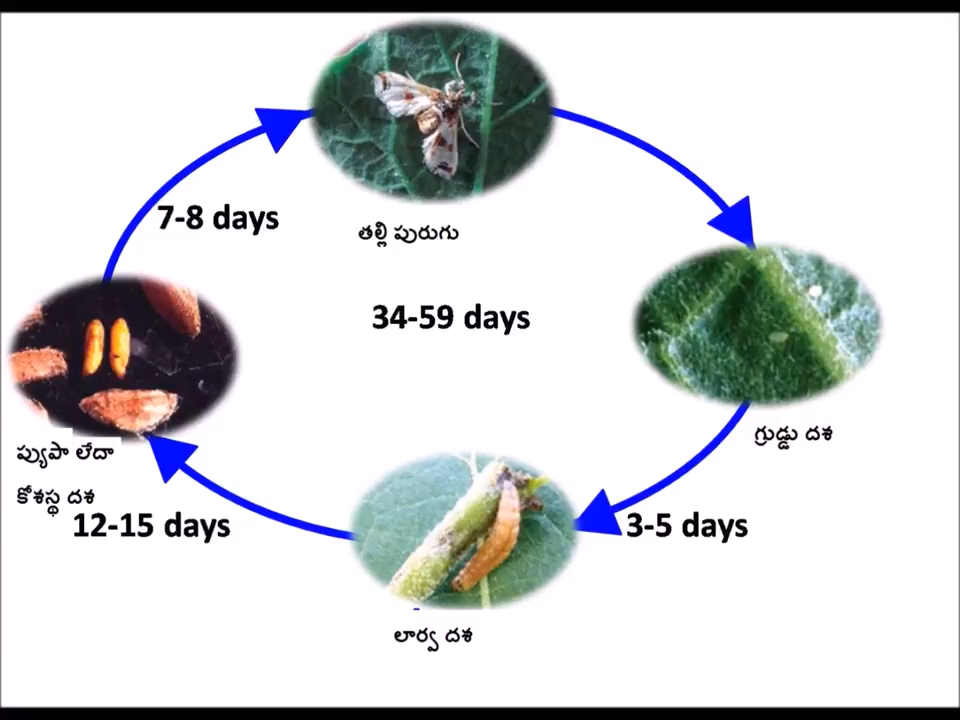 7-8 days
తల్లి పురుగు
34-59 days
గ్రుడ్డు దశ
ప్యుపా లేదా
కోశస్థ దశ
12-15 days
3-5 days
లార్వ దశ